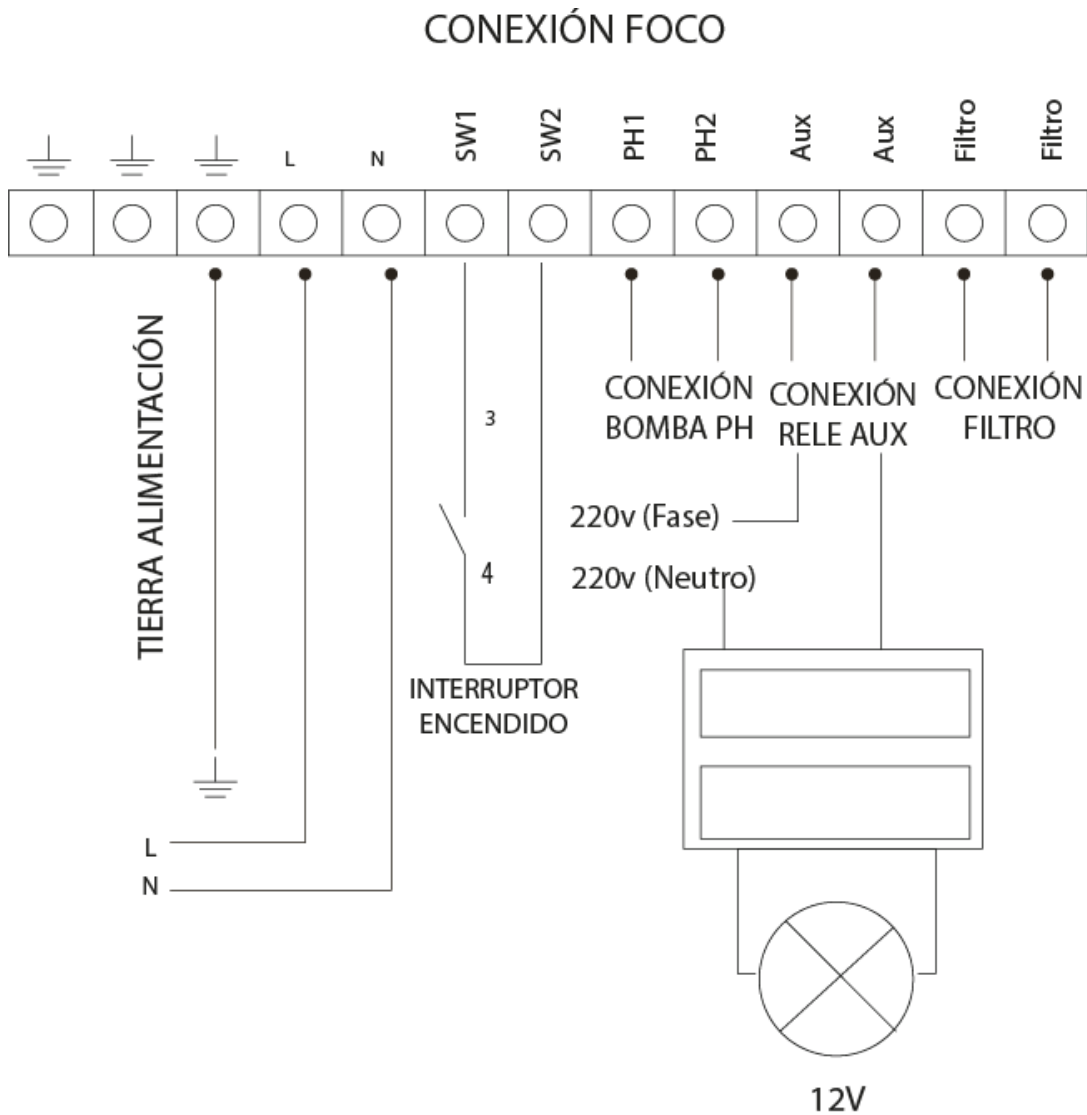 CONEXIÓN FOCO
L
N
SW1
SW2
PH1
PH2
Aux
Aux
Filtro
Filtro
TIERRA ALIMENTACIÓN
CONEXIÓN
BOMBA PH
CONEXIÓN
RELE AUX
CONEXIÓN
FILTRO
3
4
220v (Fase)
220v (Neutro)
INTERRUPTOR
ENCENDIDO
L
N
12V